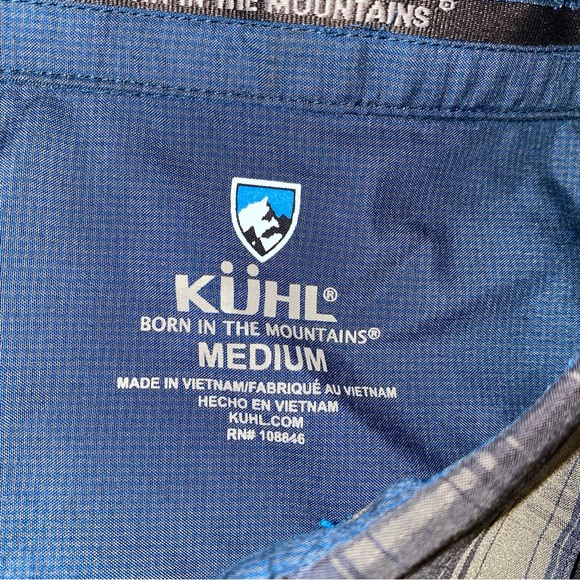 IN THE MOUNTAINS®
KÜHL®
BORN IN THE MOUNTAINS®
MEDIUM
MADE IN VIETNAM/FABRIQUÉ AU VIETNAM
HECHO EN VIETNAM
KUHL.COM
RN# 108846